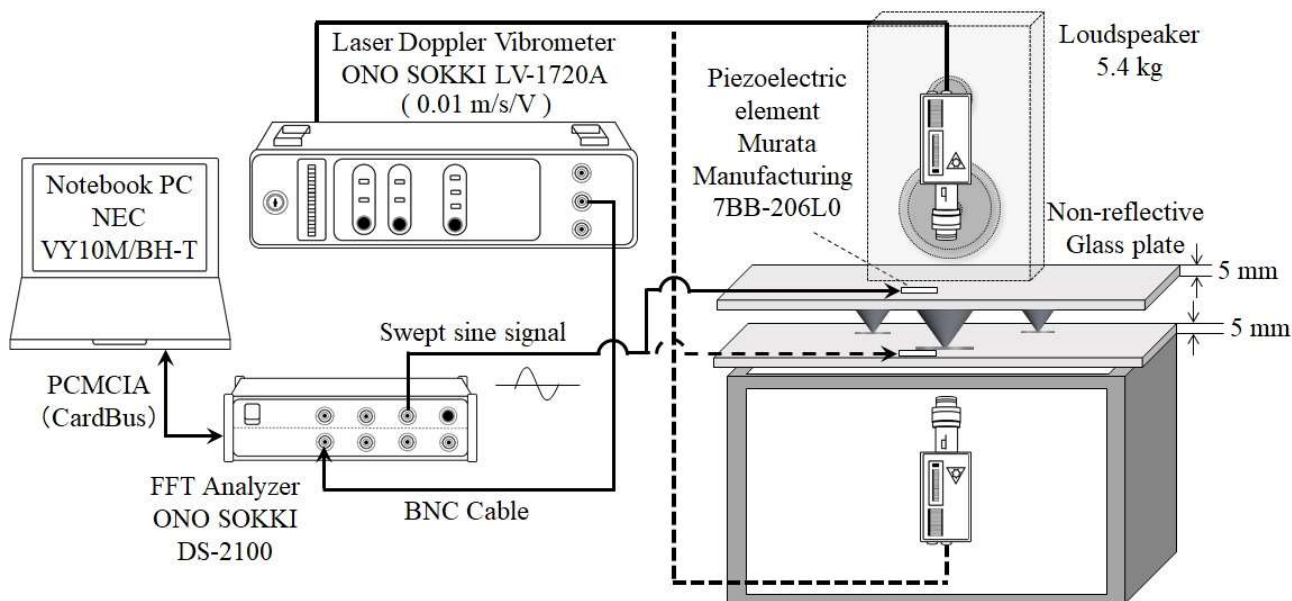 Laser Doppler Vibrometer
ONO SOKKI LV-1720A
( 0.01 m/s/V )
Loudspeaker
5.4 kg
Piezoelectric
element
Murata
Manufacturing
7BB-206L0
Notebook PC
NEC
VY10M/BH-T
Non-reflective
Glass plate
5 mm
5 mm
Swept sine signal
PCMCIA
(CardBus)
FFT Analyzer
ONO SOKKI
DS-2100
BNC Cable